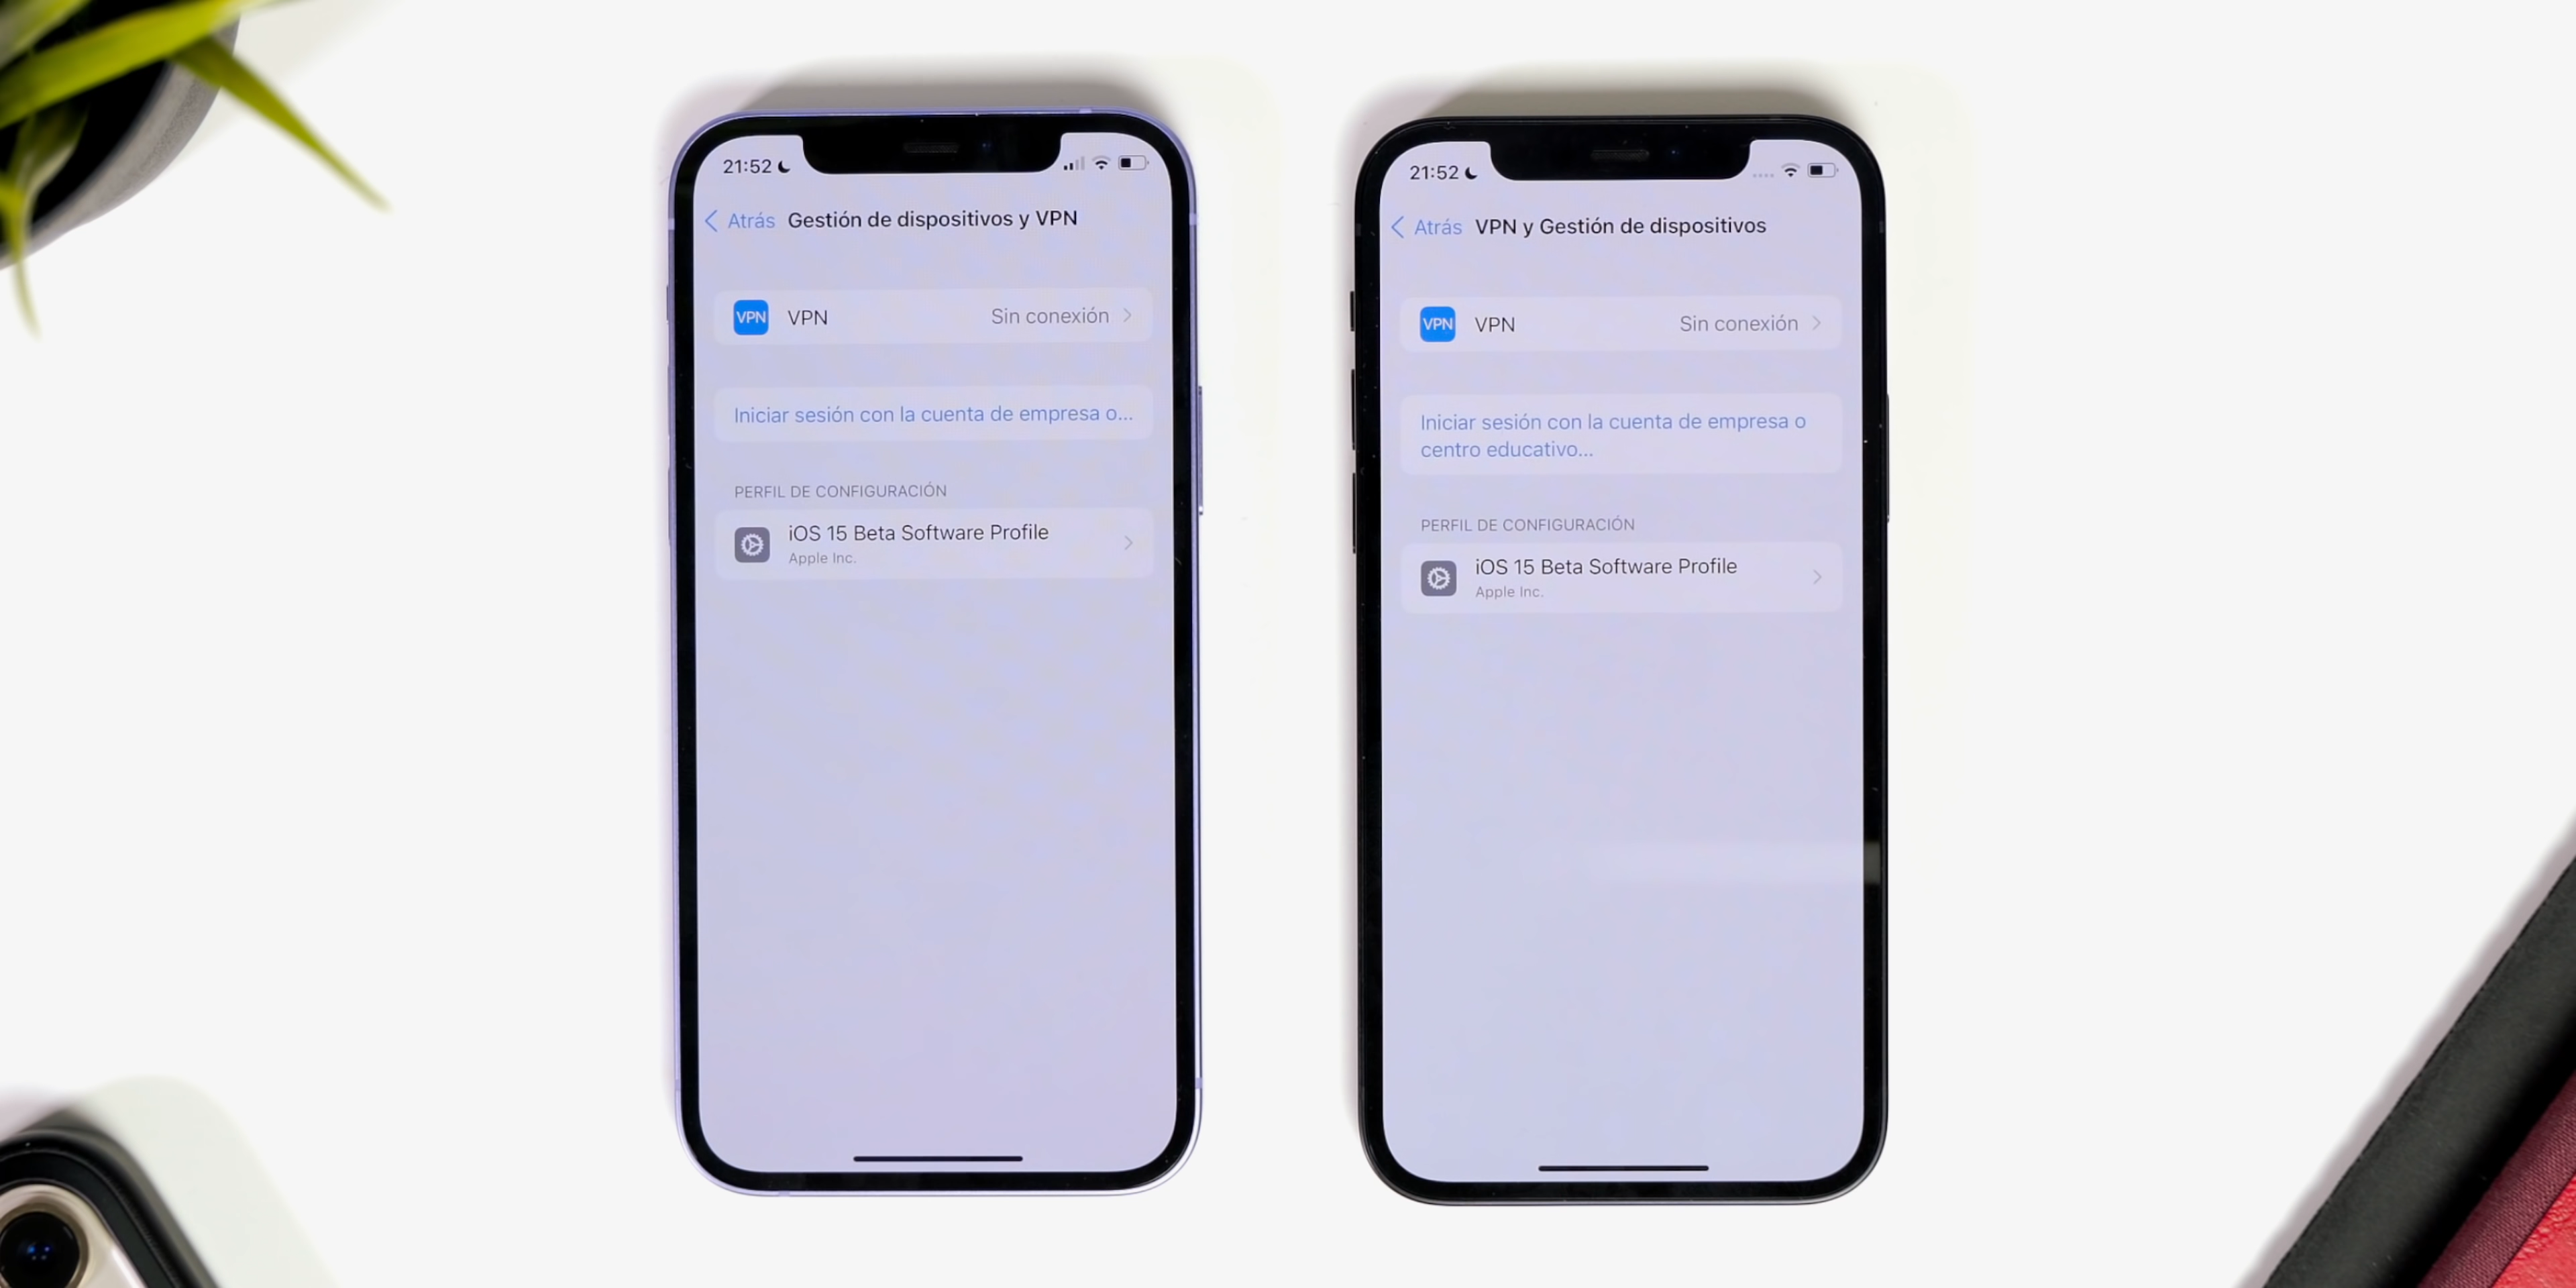 21:52
Atrás Gestión de dispositivos y VPN
VPN VPN Sin conexión
Iniciar sesión con la cuenta de empresa o...
PERFIL DE CONFIGURACIÓN
iOS 15 Beta Software Profile
Apple Inc.
21:52
Atrás VPN y Gestión de dispositivos
VPN VPN Sin conexión
Iniciar sesión con la cuenta de empresa o
centro educativo...
PERFIL DE CONFIGURACIÓN
iOS 15 Beta Software Profile
Apple Inc.